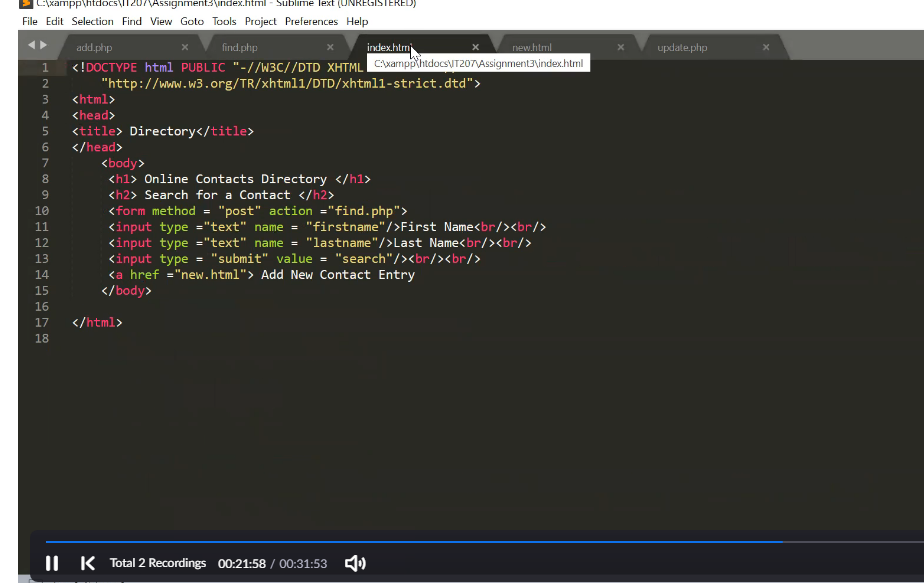 C:\xampp\htdocs\IT207\Assignment3\index.html - Sublime Text (UNREGISTERED)
File Edit Selection Find View Goto Tools Project Preferences Help
add.php × find.php × index.html × new.html × update.php ×
C:\xampp\htdocs\IT207\Assignment3\index.html
1 <!DOCTYPE html PUBLIC "-//W3C//DTD XHTML
2 "http://www.w3.org/TR/xhtml1/DTD/xhtml1-strict.dtd">
3 <html>
4 <head>
5 <title> Directory</title>
6 </head>
7 <body>
8 <h1> Online Contacts Directory </h1>
9 <h2> Search for a Contact </h2>
10 <form method = "post" action ="find.php">
11 <input type ="text" name = "firstname"/>First Name<br/><br/>
12 <input type ="text" name = "lastname"/>Last Name<br/><br/>
13 <input type = "submit" value = "search"/><br/><br/>
14 <a href ="new.html"> Add New Contact Entry
15 </body>
16
17 </html>
18
Total 2 Recordings 00:21:58 / 00:31:53